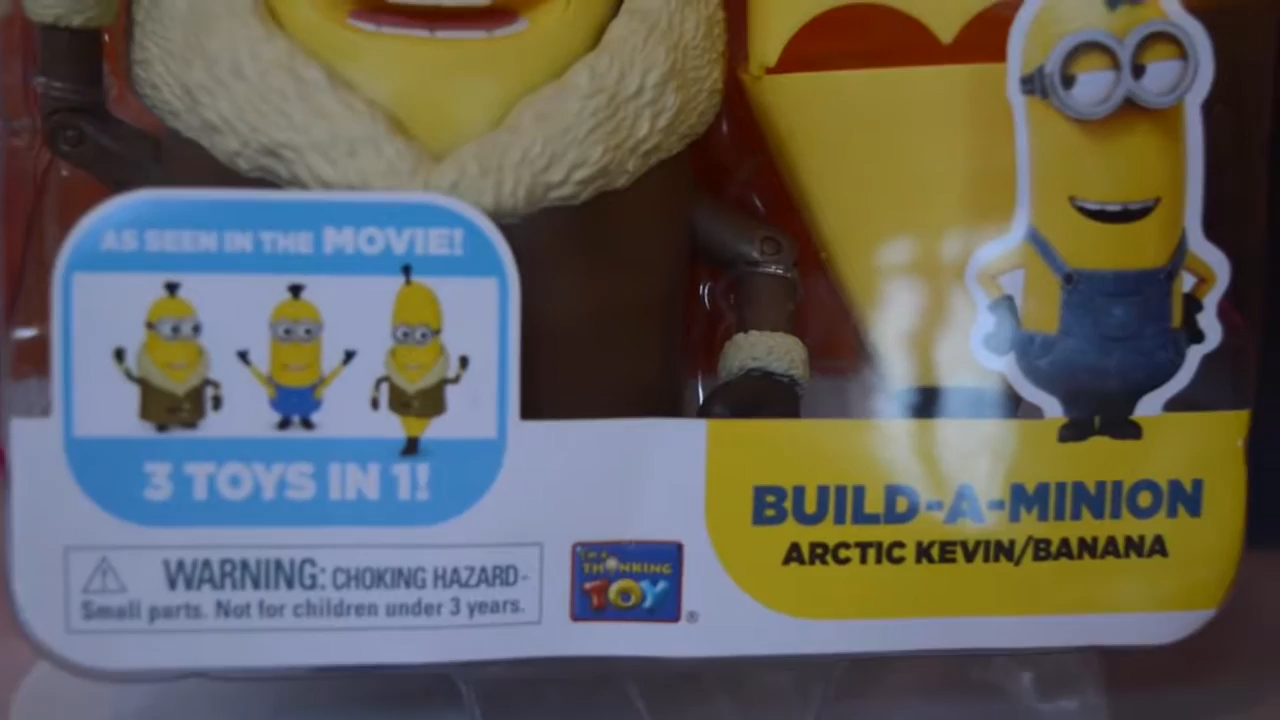 AS SEEN IN THE MOVIE!
3 TOYS IN 1!
WARNING: CHOKING HAZARD-
Small parts. Not for children under 3 years.
I'M A
THINKING
TOY
®
BUILD-A-MINION
ARCTIC KEVIN/BANANA